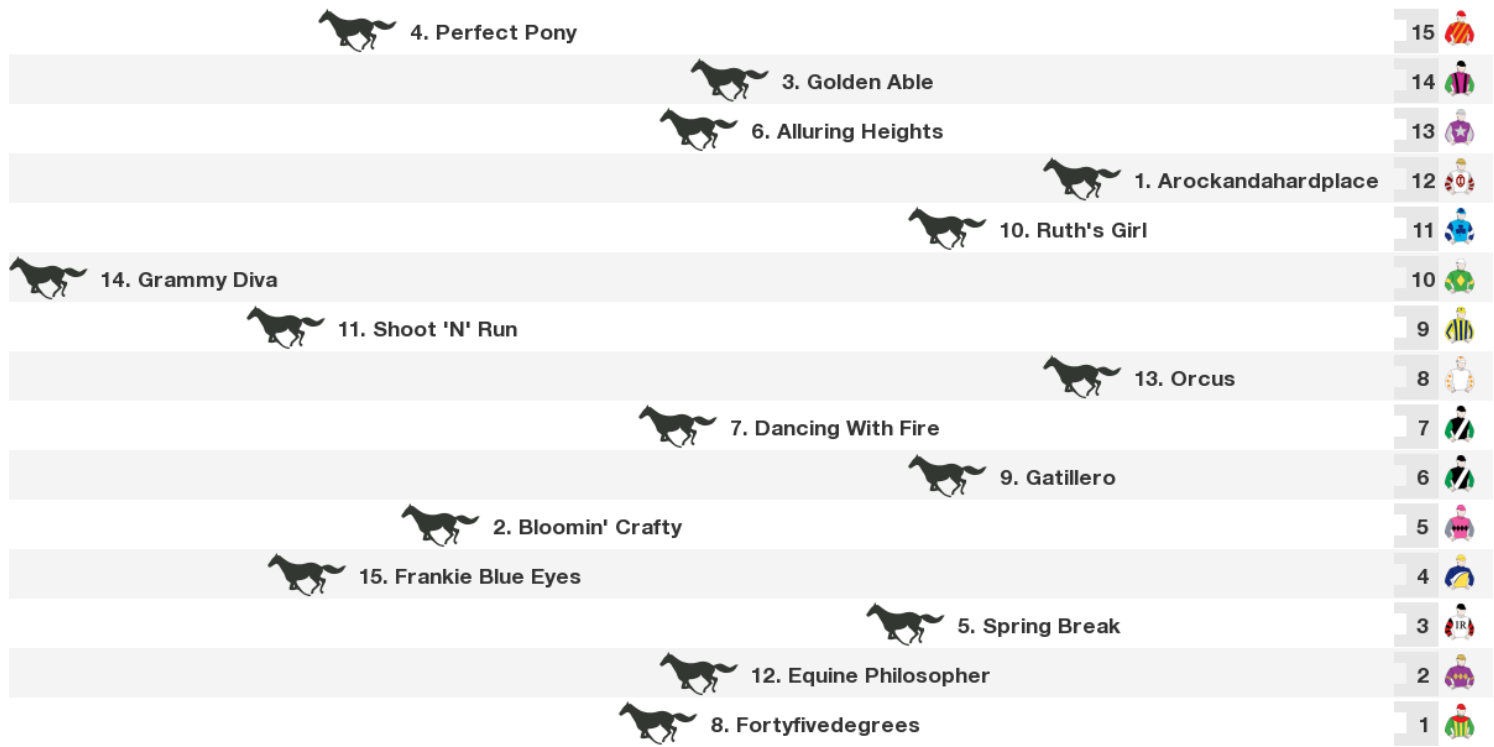 4. Perfect Pony 15
3. Golden Able 14
6. Alluring Heights 13
1. Arockandahardplace 12
10. Ruth's Girl 11
14. Grammy Diva 10
11. Shoot 'N' Run 9
13. Orcus 8
7. Dancing With Fire 7
9. Gatillero 6
2. Bloomin' Crafty 5
15. Frankie Blue Eyes 4
5. Spring Break 3 IR
12. Equine Philosopher 2
8. Fortyfivedegrees 1